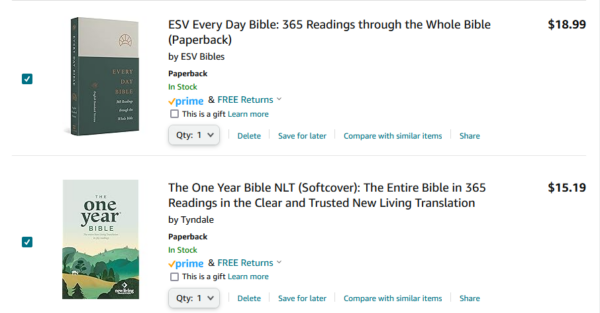 ESV Every Day Bible: 365 Readings through the Whole Bible
$18.99
(Paperback)
by ESV Bibles
Paperback
In Stock
prime & FREE Returns
This is a gift Learn more
Qty: 1
Delete
Save for later
Compare with similar items
Share
EVERY DAY BIBLE
EVERY
DAY
BIBLE
365 Readings
through the
Whole Bible
The One Year Bible NLT (Softcover): The Entire Bible in 365
$15.19
Readings in the Clear and Trusted New Living Translation
by Tyndale
Paperback
In Stock
prime & FREE Returns
This is a gift Learn more
Qty: 1
Delete
Save for later
Compare with similar items
Share
THE
one
year
BIBLE